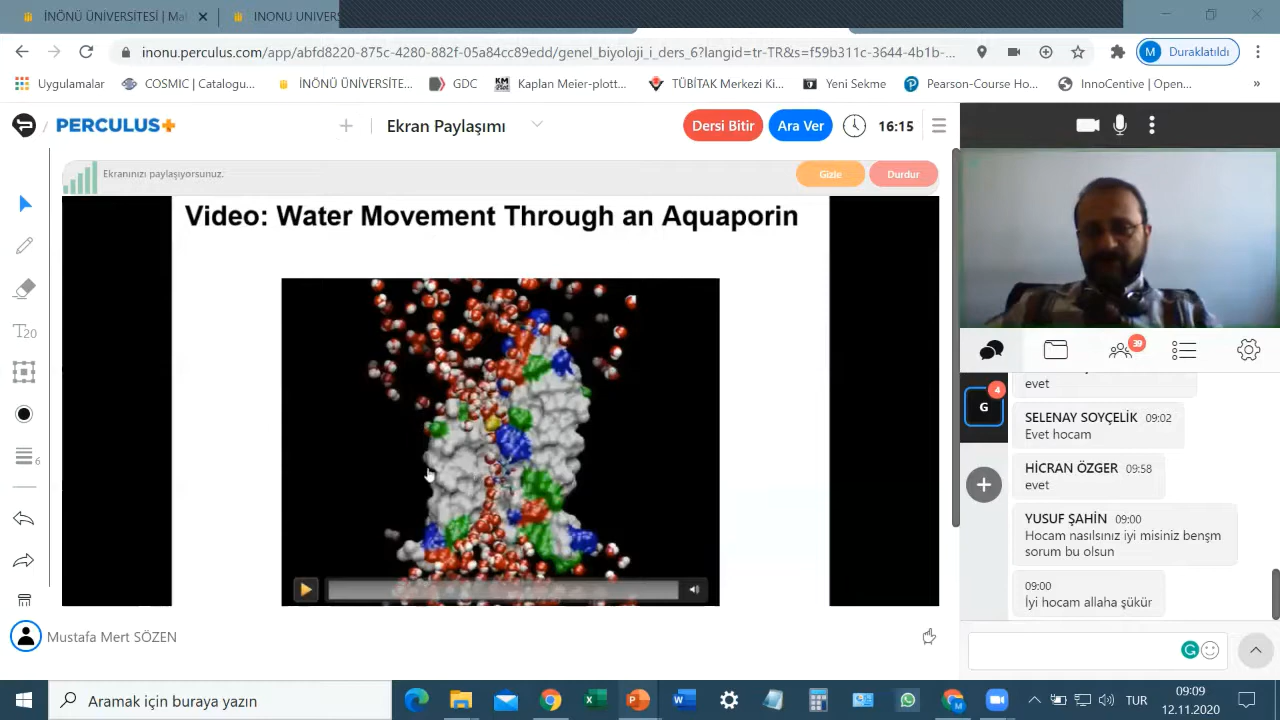 İNÖNÜ ÜNİVERSİTESİ | Ma
INONU UNIVERS
inonu.perculus.com/app/abfd8220-875c-4280-882f-05a84cc89edd/genel_biyoloji_i_ders_6?langid=tr-TR&s=f59b311c-3644-4b1b-...
Duraklatıldı
Uygulamalar
COSMIC | Catalogu...
İNÖNÜ ÜNİVERSİTE...
GDC
Kaplan Meier-plott...
TÜBİTAK Merkezi Ki...
Yeni Sekme
Pearson-Course Ho...
InnoCentive | Open...
PERCULUS+
Ekran Paylaşımı
Dersi Bitir
Ara Ver
16:15
Ekranınızı paylaşıyorsunuz.
Gizle
Durdur
Video: Water Movement Through an Aquaporin
T20
6
39
4
G
evet
SELENAY SOYÇELİK 09:02
Evet hocam
HİCRAN ÖZGER 09:58
evet
YUSUF ŞAHİN 09:00
Hocam nasılsınız iyi misiniz benşm
sorum bu olsun
09:00
İyi hocam allaha şükür
Mustafa Mert SÖZEN
Aramak için buraya yazın
TUR
09:09
12.11.2020